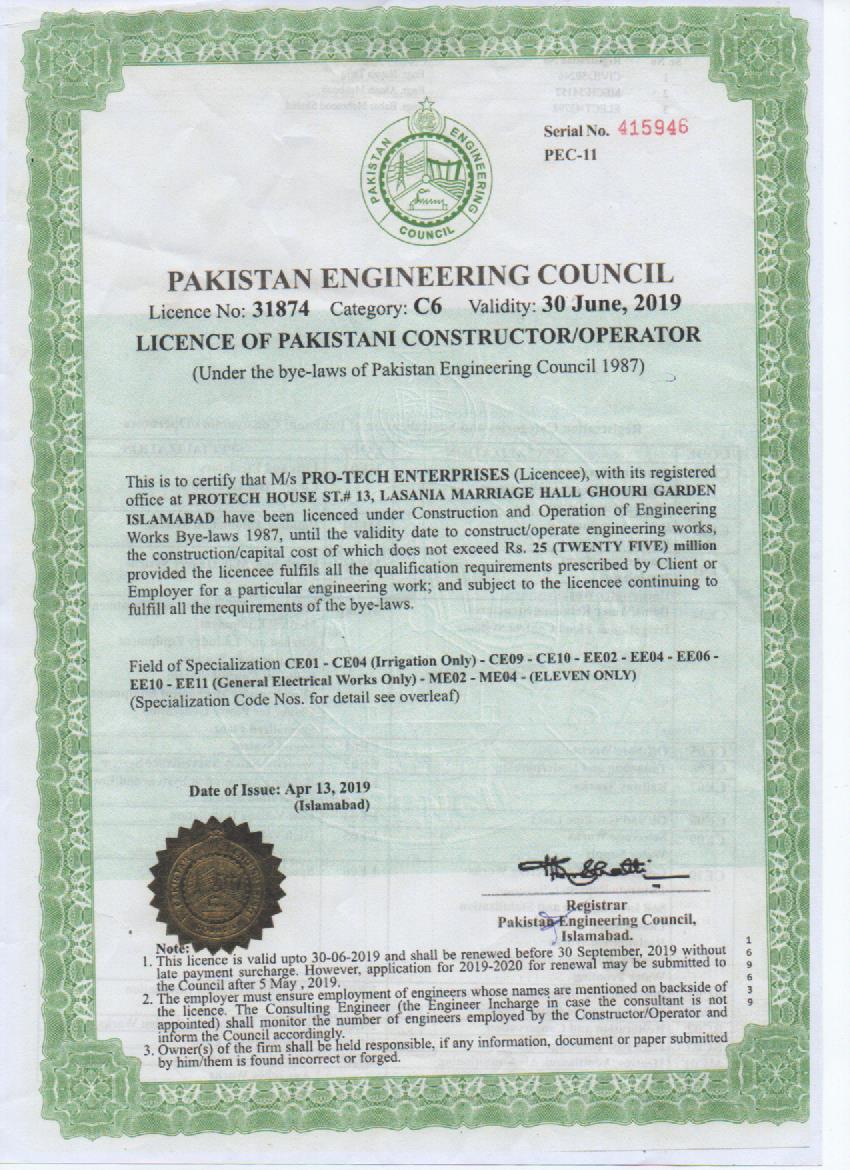 Serial No. 415946
PEC-11
PAKISTAN ENGINEERING COUNCIL
PAKISTAN ENGINEERING COUNCIL
Licence No: 31874 Category: C6 Validity: 30 June, 2019
LICENCE OF PAKISTANI CONSTRUCTOR/OPERATOR
(Under the bye-laws of Pakistan Engineering Council 1987)
This is to certify that M/s PRO-TECH ENTERPRISES (Licencee), with its registered
office at PROTECH HOUSE ST.# 13, LASANIA MARRIAGE HALL GHOURI GARDEN
ISLAMABAD have been licenced under Construction and Operation of Engineering
Works Bye-laws 1987, until the validity date to construct/operate engineering works,
the construction/capital cost of which does not exceed Rs. 25 (TWENTY FIVE) million
provided the licencee fulfils all the qualification requirements prescribed by Client or
Employer for a particular engineering work; and subject to the licencee continuing to
fulfill all the requirements of the bye-laws.
Field of Specialization CE01 - CE04 (Irrigation Only) - CE09 - CE10 - EE02 - EE04 - EE06 -
EE10 - EE11 (General Electrical Works Only) - ME02 - ME04 - (ELEVEN ONLY)
(Specialization Code Nos. for detail see overleaf)
Date of Issue: Apr 13, 2019
(Islamabad)
Registrar
Pakistan Engineering Council,
Islamabad.
Note:
1. This licence is valid upto 30-06-2019 and shall be renewed before 30 September, 2019 without
late payment surcharge. However, application for 2019-2020 for renewal may be submitted to
the Council after 5 May , 2019.
2. The employer must ensure employment of engineers whose names are mentioned on backside of
the licence. The Consulting Engineer (the Engineer Incharge in case the consultant is not
appointed) shall monitor the number of engineers employed by the Constructor/Operator and
inform the Council accordingly.
3. Owner(s) of the firm shall be held responsible, if any information, document or paper submitted
by him/them is found incorrect or forged.
1
6
9
6
3
9